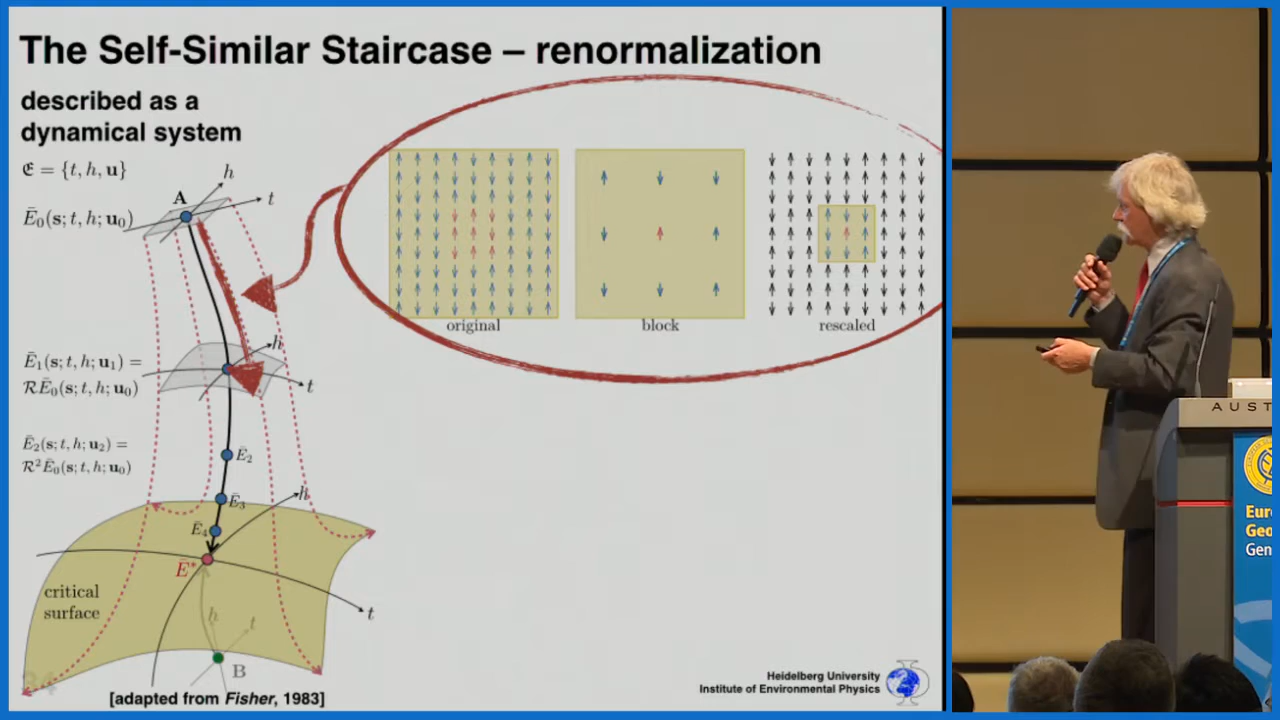 The Self-Similar Staircase – renormalization
described as a
dynamical system
𝕰 = {t, h, u}
A
h
t
Ē₀(s; t, h; u₀)
original
block
rescaled
Ē₁(s; t, h; u₁) =
ℛĒ₀(s; t, h; u₀)
h
t
Ē₂(s; t, h; u₂) =
ℛ²Ē₀(s; t, h; u₀)
Ē₂
Ē₃
h
Ē₄
Ē*
critical
surface
t
h
t
B
[adapted from Fisher, 1983]
Heidelberg University
Institute of Environmental Physics
AUST
Euro
Geo
Gen